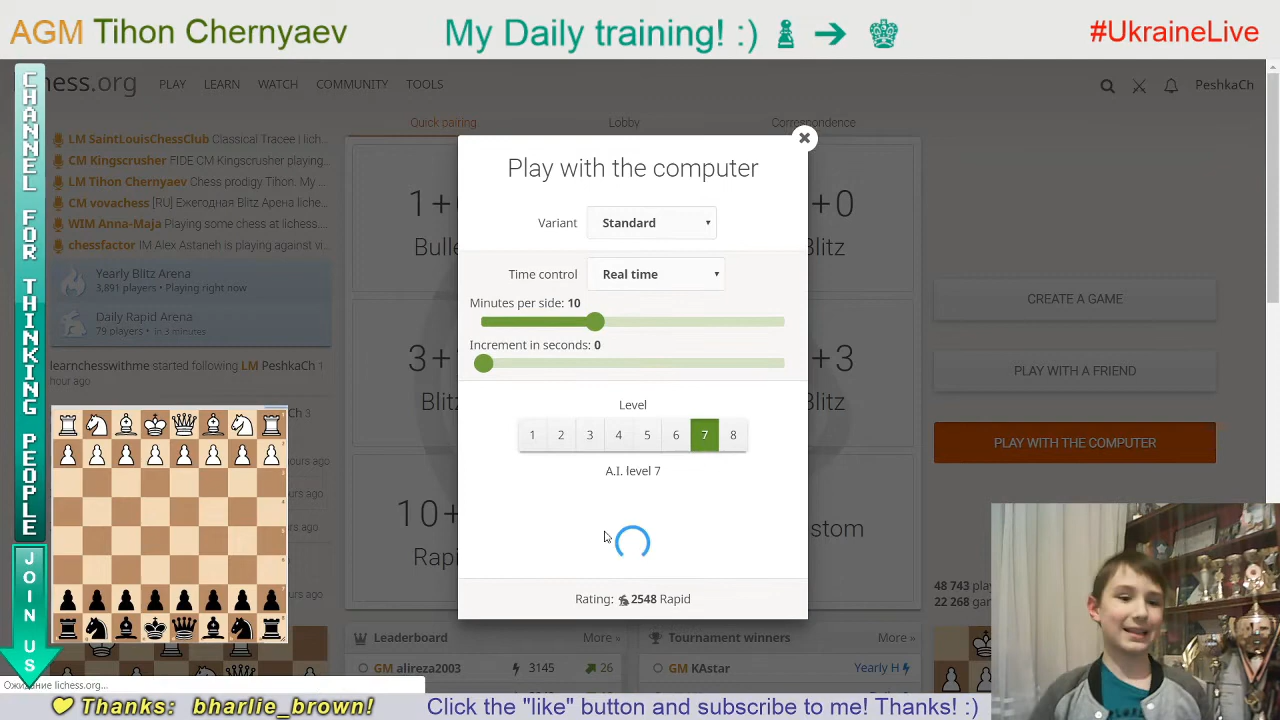 AGM Tihon Chernyaev
My Daily training! :)
#UkraineLive
CHANNEL FOR THINKING PEOPLE
JOIN US
hess.org
PLAY
LEARN
WATCH
COMMUNITY
TOOLS
PeshkaCh
LM SaintLouisChessClub Classical Tracee | lich...
CM Kingscrusher FIDE CM Kingscrusher playing...
LM Tihon Chernyaev Chess prodigy Tihon. My ...
CM vovachess [RU] Ежегодная Blitz Arena liches...
WIM Anna-Maja Playing some chess at lichess....
chessfactor IM Alex Astaneh is playing against vi...
Yearly Blitz Arena
3,891 players • Playing right now
Daily Rapid Arena
79 players • in 3 minutes
learnchesswithme started following LM PeshkaCh 1
hour ago
Quick pairing
Lobby
Correspondence
Play with the computer
Variant
Standard
Time control
Real time
Minutes per side: 10
Increment in seconds: 0
Level
1 2 3 4 5 6 7 8
A.I. level 7
Rating: 2548 Rapid
CREATE A GAME
PLAY WITH A FRIEND
PLAY WITH THE COMPUTER
48 743
22 268
Leaderboard
More »
GM alireza2003
3145
26
Tournament winners
More »
GM KAstar
Yearly H
Ожидание lichess.org...
Thanks: bharlie_brown!
Click the "like" button and subscribe to me! Thanks! :)